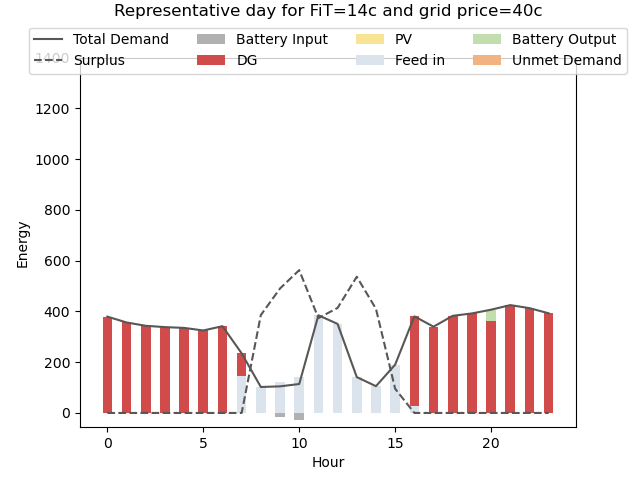 Representative day for FiT=14c and grid price=40c
Total Demand Battery Input PV Battery Output
Surplus DG Feed in Unmet Demand
1400
1200
1000
800
600
400
200
0
Energy
0 5 10 15 20
Hour